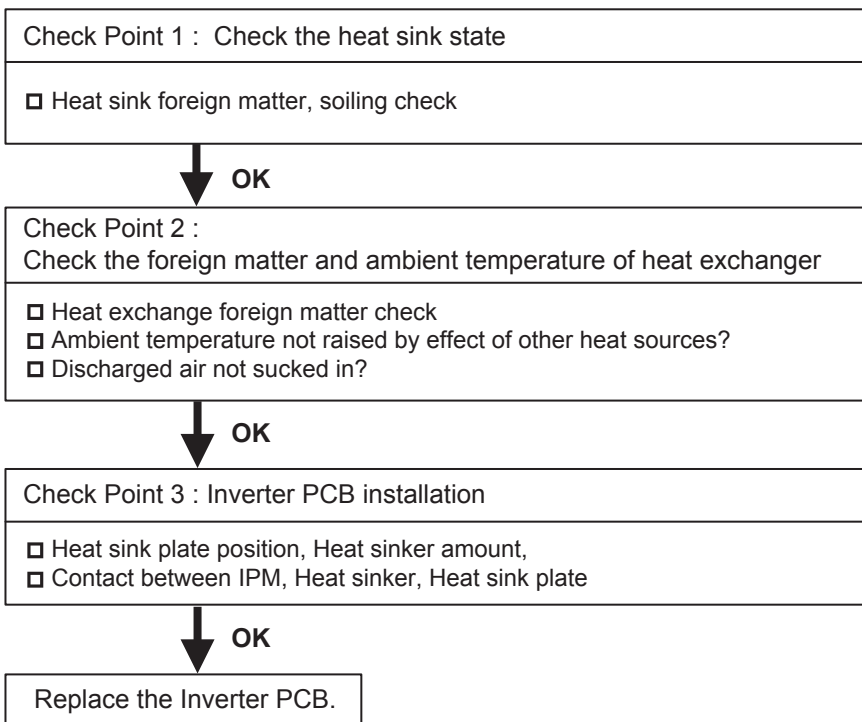 Check Point 1 : Check the heat sink state
□ Heat sink foreign matter, soiling check
OK
Check Point 2 :
Check the foreign matter and ambient temperature of heat exchanger
□ Heat exchange foreign matter check
□ Ambient temperature not raised by effect of other heat sources?
□ Discharged air not sucked in?
OK
Check Point 3 : Inverter PCB installation
□ Heat sink plate position, Heat sinker amount,
□ Contact between IPM, Heat sinker, Heat sink plate
OK
Replace the Inverter PCB.